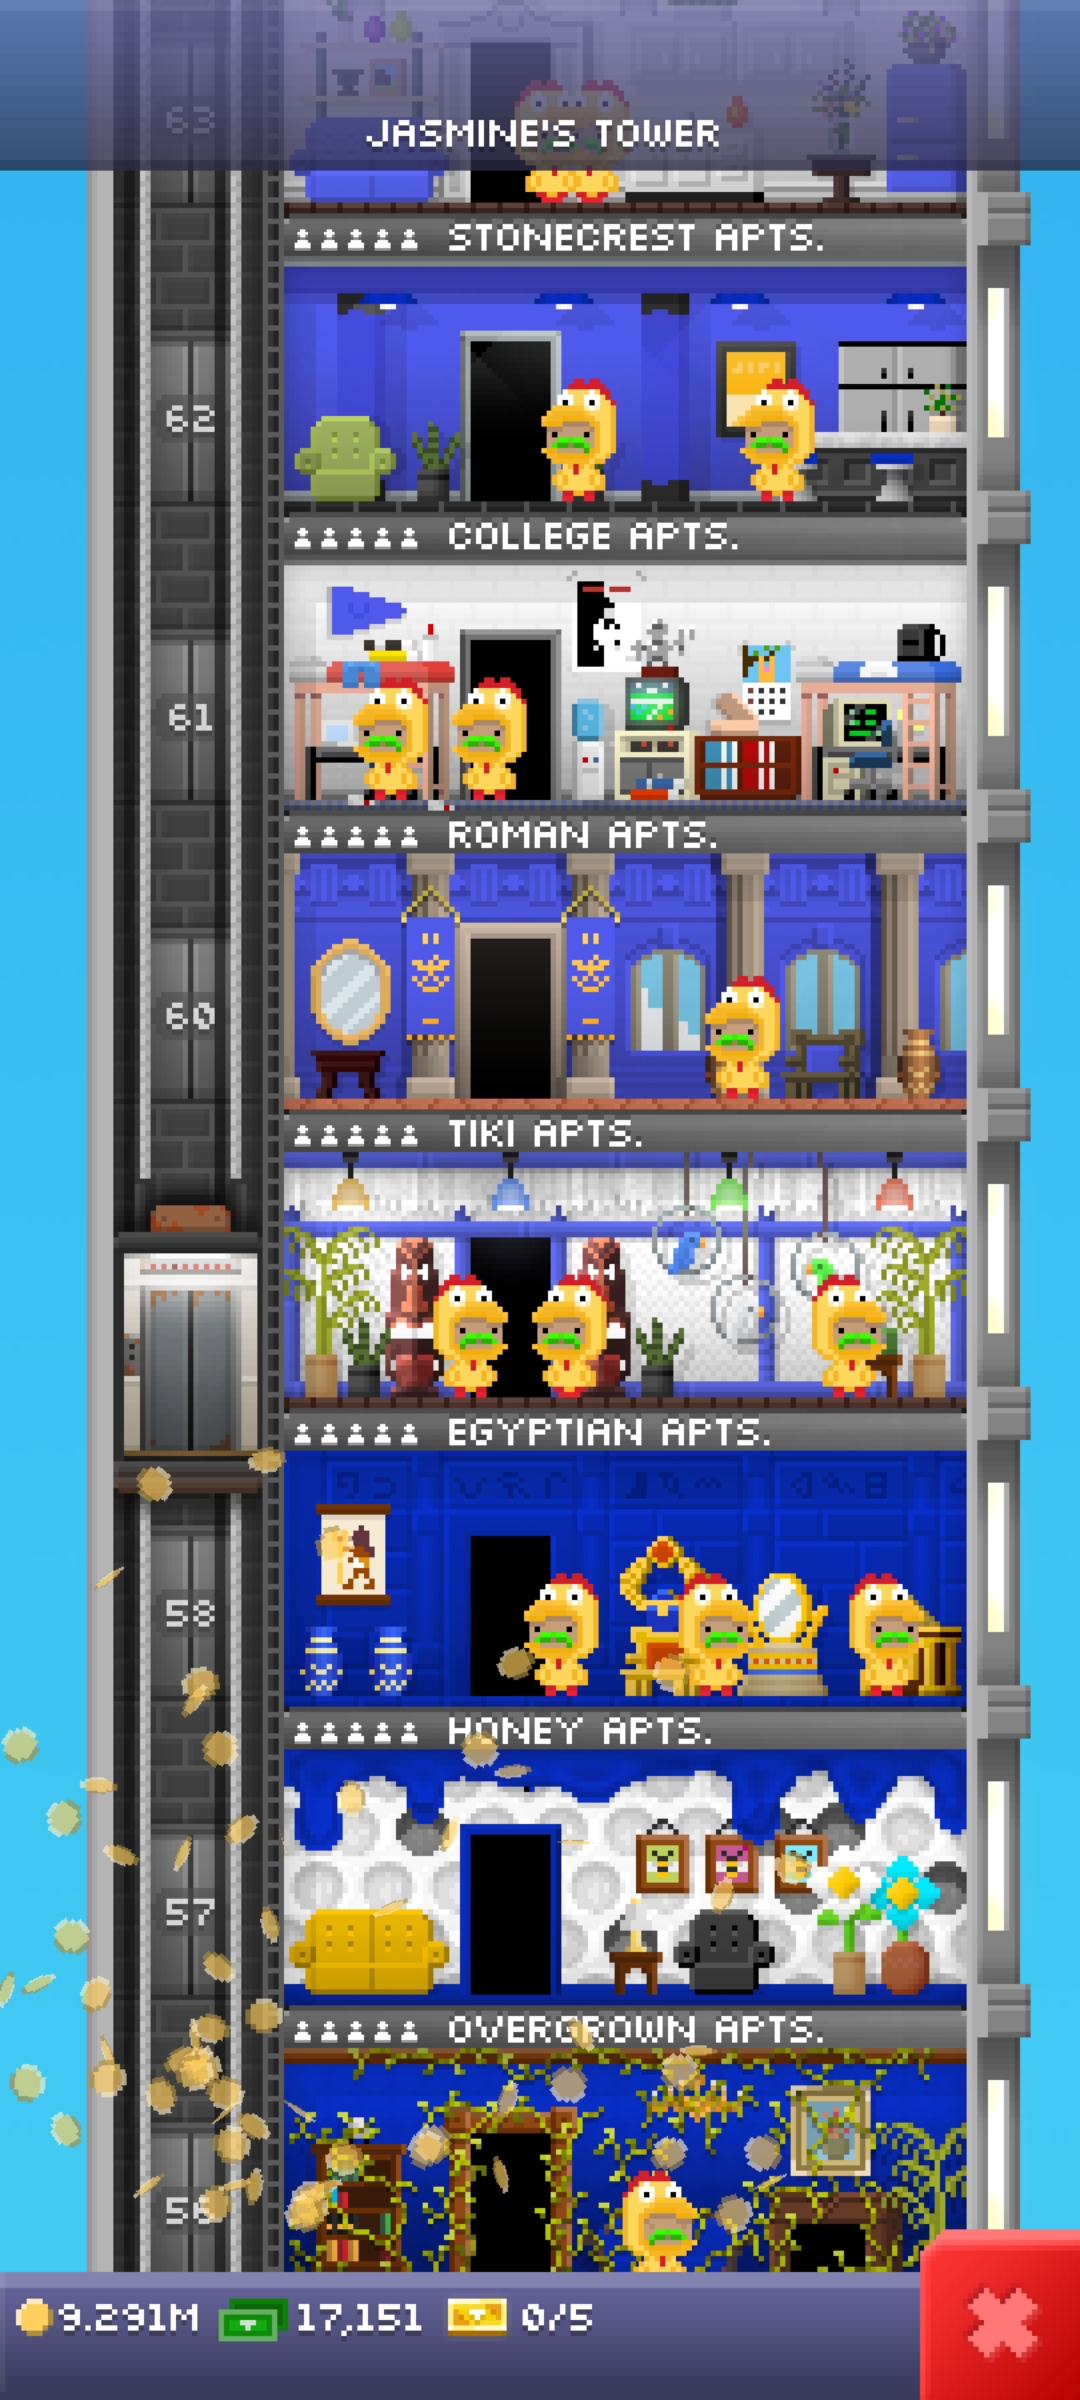 63
JASMINE'S TOWER
STONECREST APTS.
62
COLLEGE APTS.
61
ROMAN APTS.
60
TIKI APTS.
EGYPTIAN APTS.
58
HONEY APTS.
57
OVERGROWN APTS.
56
9.291M 17,151 0/5